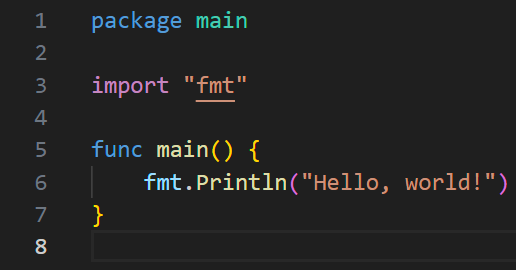 1 package main
2
3 import "fmt"
4
5 func main() {
6     fmt.Println("Hello, world!")
7 }
8